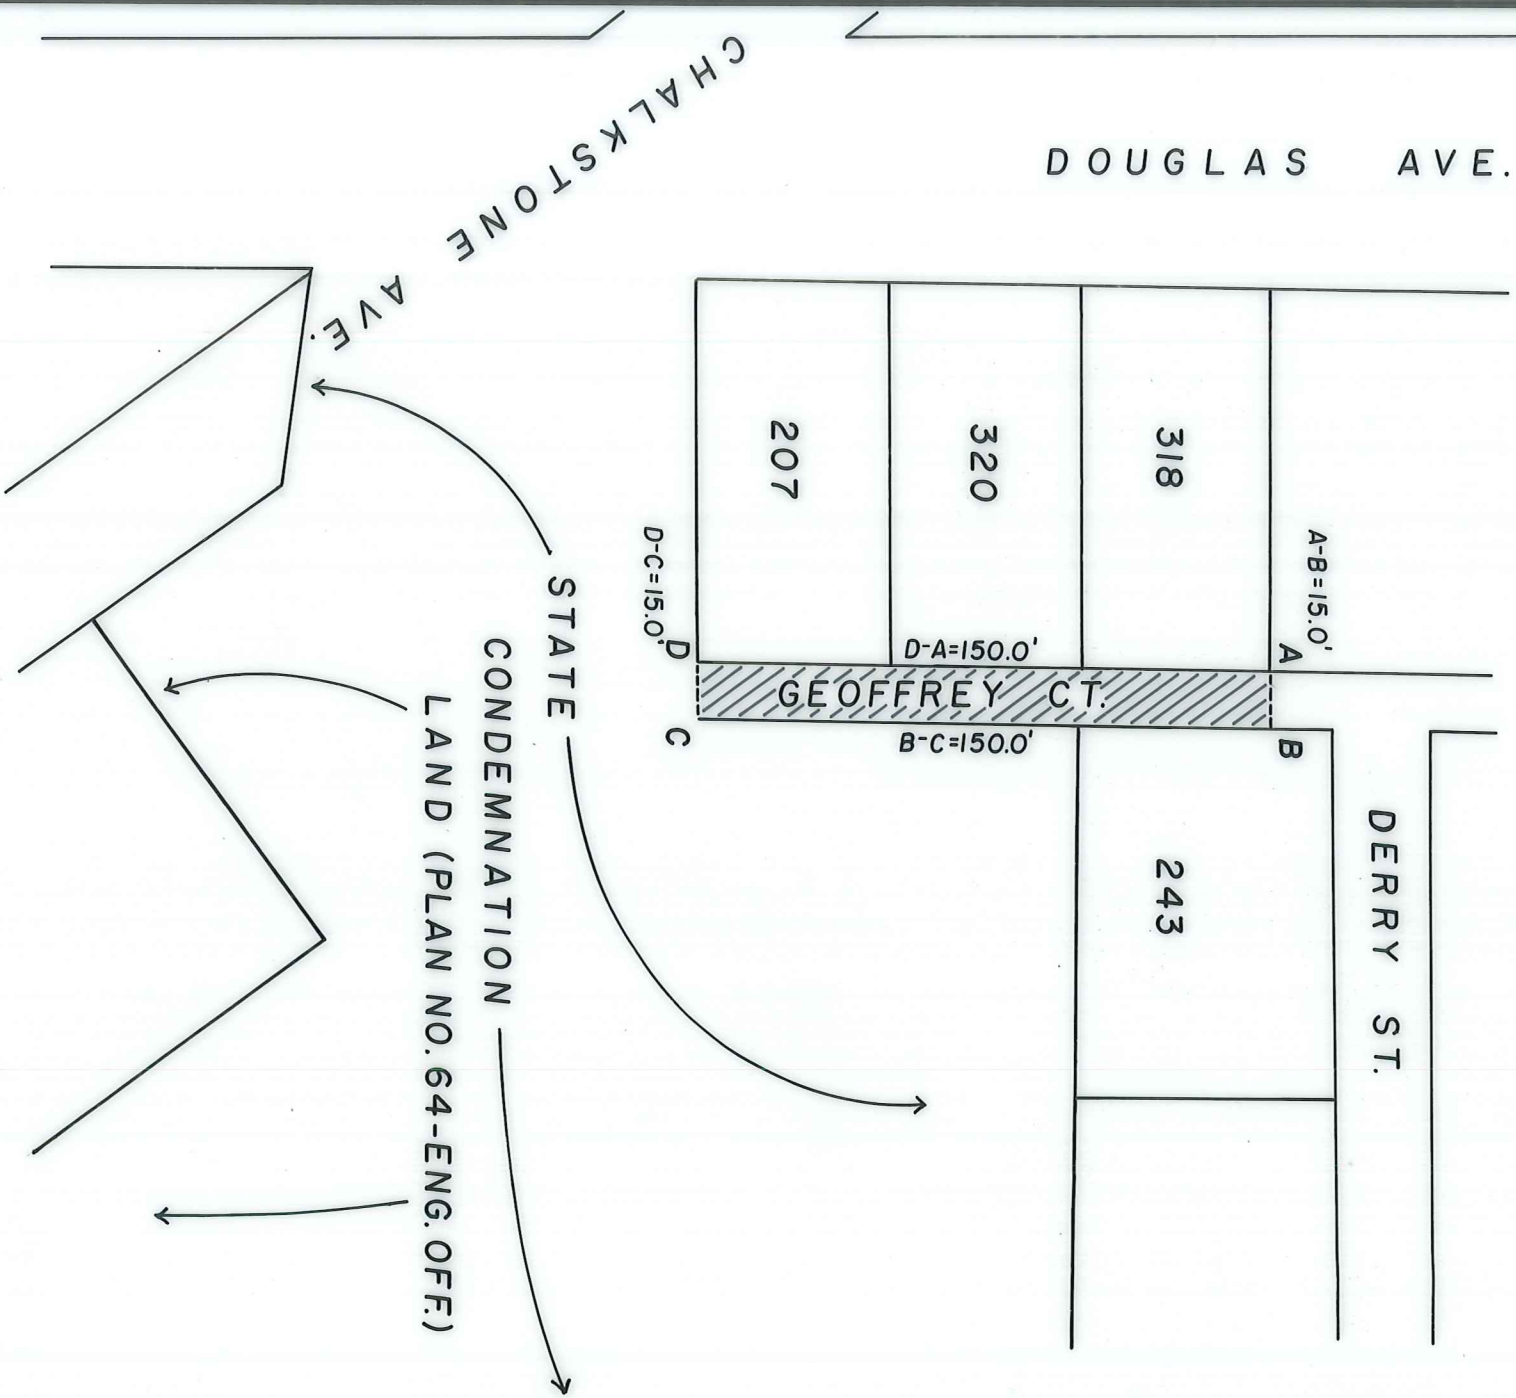 CHALKSTONE AVE.
DOUGLAS AVE.
207
320
318
A-B=15.0'
D-C=15.0'
D
D-A=150.0'
A
GEOFFREY CT.
C
B-C=150.0'
B
243
DERRY ST.
STATE
CONDEMNATION
LAND (PLAN NO. 64-ENG. OFF.)